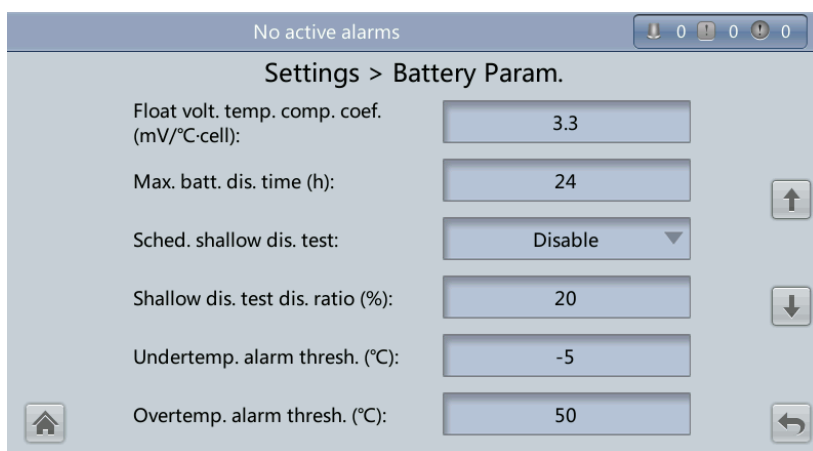 No active alarms
0 0 0
Settings > Battery Param.
Float volt. temp. comp. coef.
(mV/℃·cell):
3.3
Max. batt. dis. time (h):
24
Sched. shallow dis. test:
Disable
Shallow dis. test dis. ratio (%):
20
Undertemp. alarm thresh. (℃):
-5
Overtemp. alarm thresh. (℃):
50